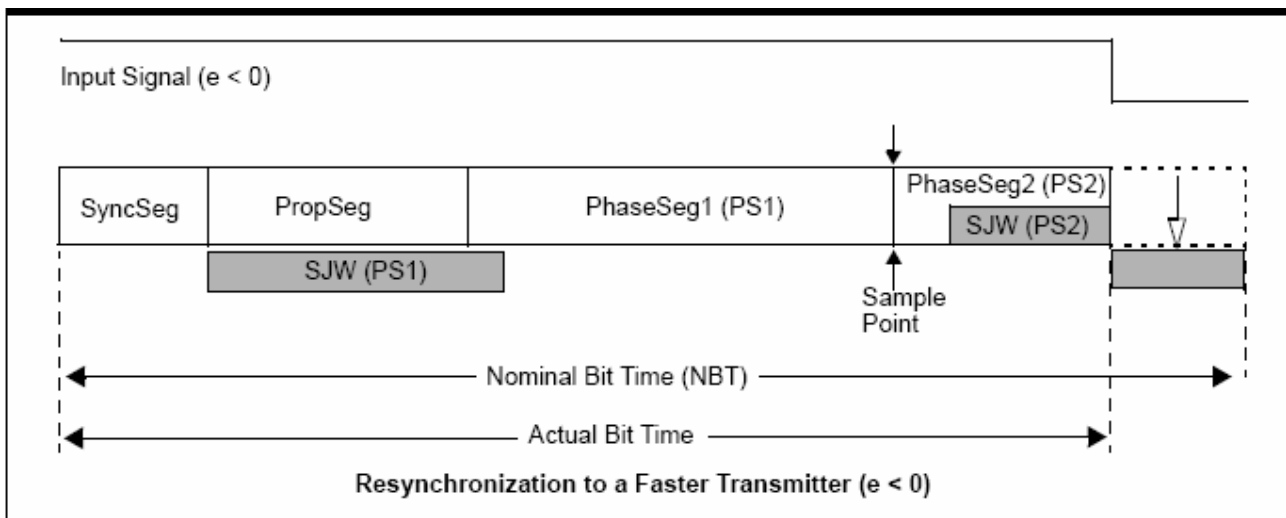 Input Signal (e < 0)
SyncSeg
PropSeg
PhaseSeg1 (PS1)
PhaseSeg2 (PS2)
SJW (PS2)
SJW (PS1)
Sample
Point
Nominal Bit Time (NBT)
Actual Bit Time
Resynchronization to a Faster Transmitter (e < 0)